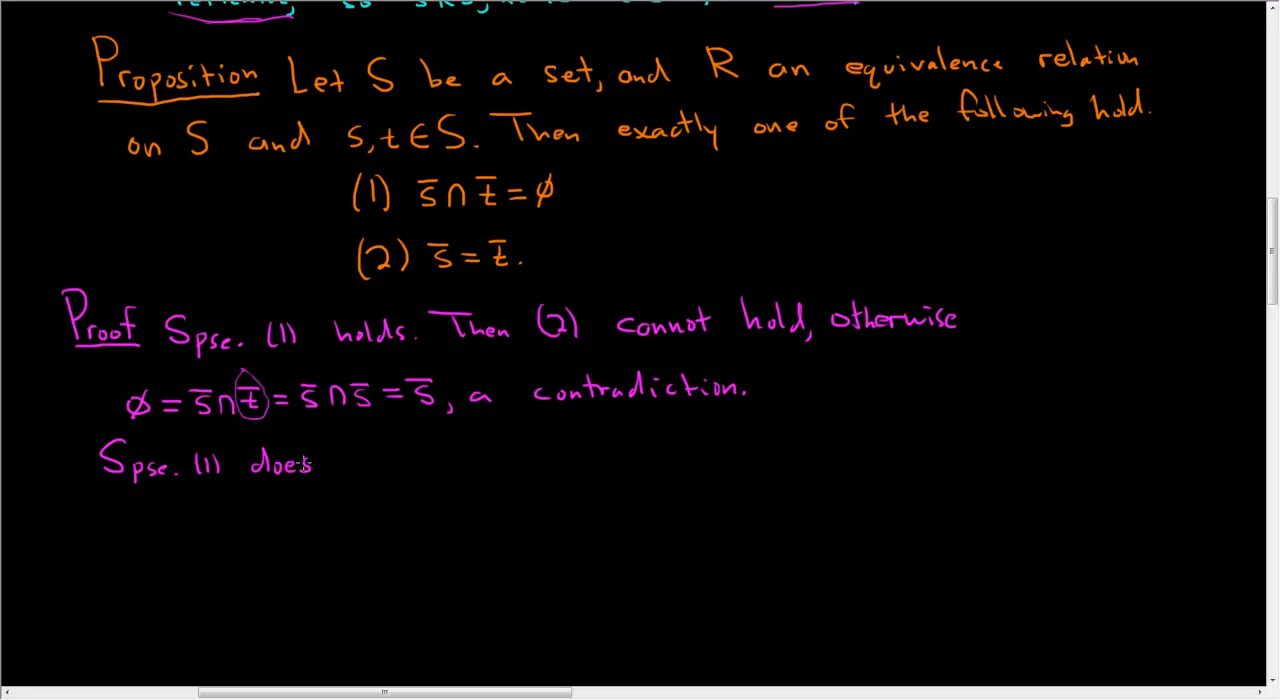 so
Proposition Let S be a set, and R an equivalence relation
on S and s, t ∈ S. Then exactly one of the following hold.
(1) s̅ ∩ t̅ = ∅
(2) s̅ = t̅.
Proof Spse. (1) holds. Then (2) cannot hold, otherwise
∅ = s̅ ∩ t̅ = s̅ ∩ s̅ = s̅, a contradiction.
Spse. (1) does